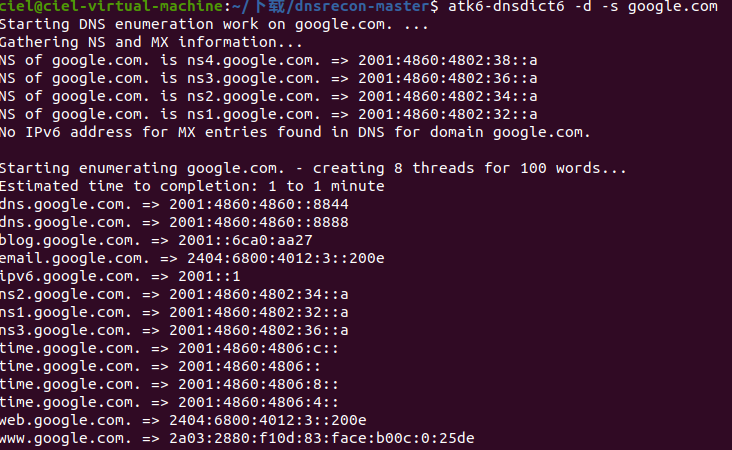 ciel@ciel-virtual-machine:~/下载/dnsrecon-master$ atk6-dnsdict6 -d -s google.com
Starting DNS enumeration work on google.com. ...
Gathering NS and MX information...
NS of google.com. is ns4.google.com. => 2001:4860:4802:38::a
NS of google.com. is ns3.google.com. => 2001:4860:4802:36::a
NS of google.com. is ns2.google.com. => 2001:4860:4802:34::a
NS of google.com. is ns1.google.com. => 2001:4860:4802:32::a
No IPv6 address for MX entries found in DNS for domain google.com.

Starting enumerating google.com. - creating 8 threads for 100 words...
Estimated time to completion: 1 to 1 minute
dns.google.com. => 2001:4860:4860::8844
dns.google.com. => 2001:4860:4860::8888
blog.google.com. => 2001::6ca0:aa27
email.google.com. => 2404:6800:4012:3::200e
ipv6.google.com. => 2001::1
ns2.google.com. => 2001:4860:4802:34::a
ns1.google.com. => 2001:4860:4802:32::a
ns3.google.com. => 2001:4860:4802:36::a
time.google.com. => 2001:4860:4806:c::
time.google.com. => 2001:4860:4806::
time.google.com. => 2001:4860:4806:8::
time.google.com. => 2001:4860:4806:4::
web.google.com. => 2404:6800:4012:3::200e
www.google.com. => 2a03:2880:f10d:83:face:b00c:0:25de